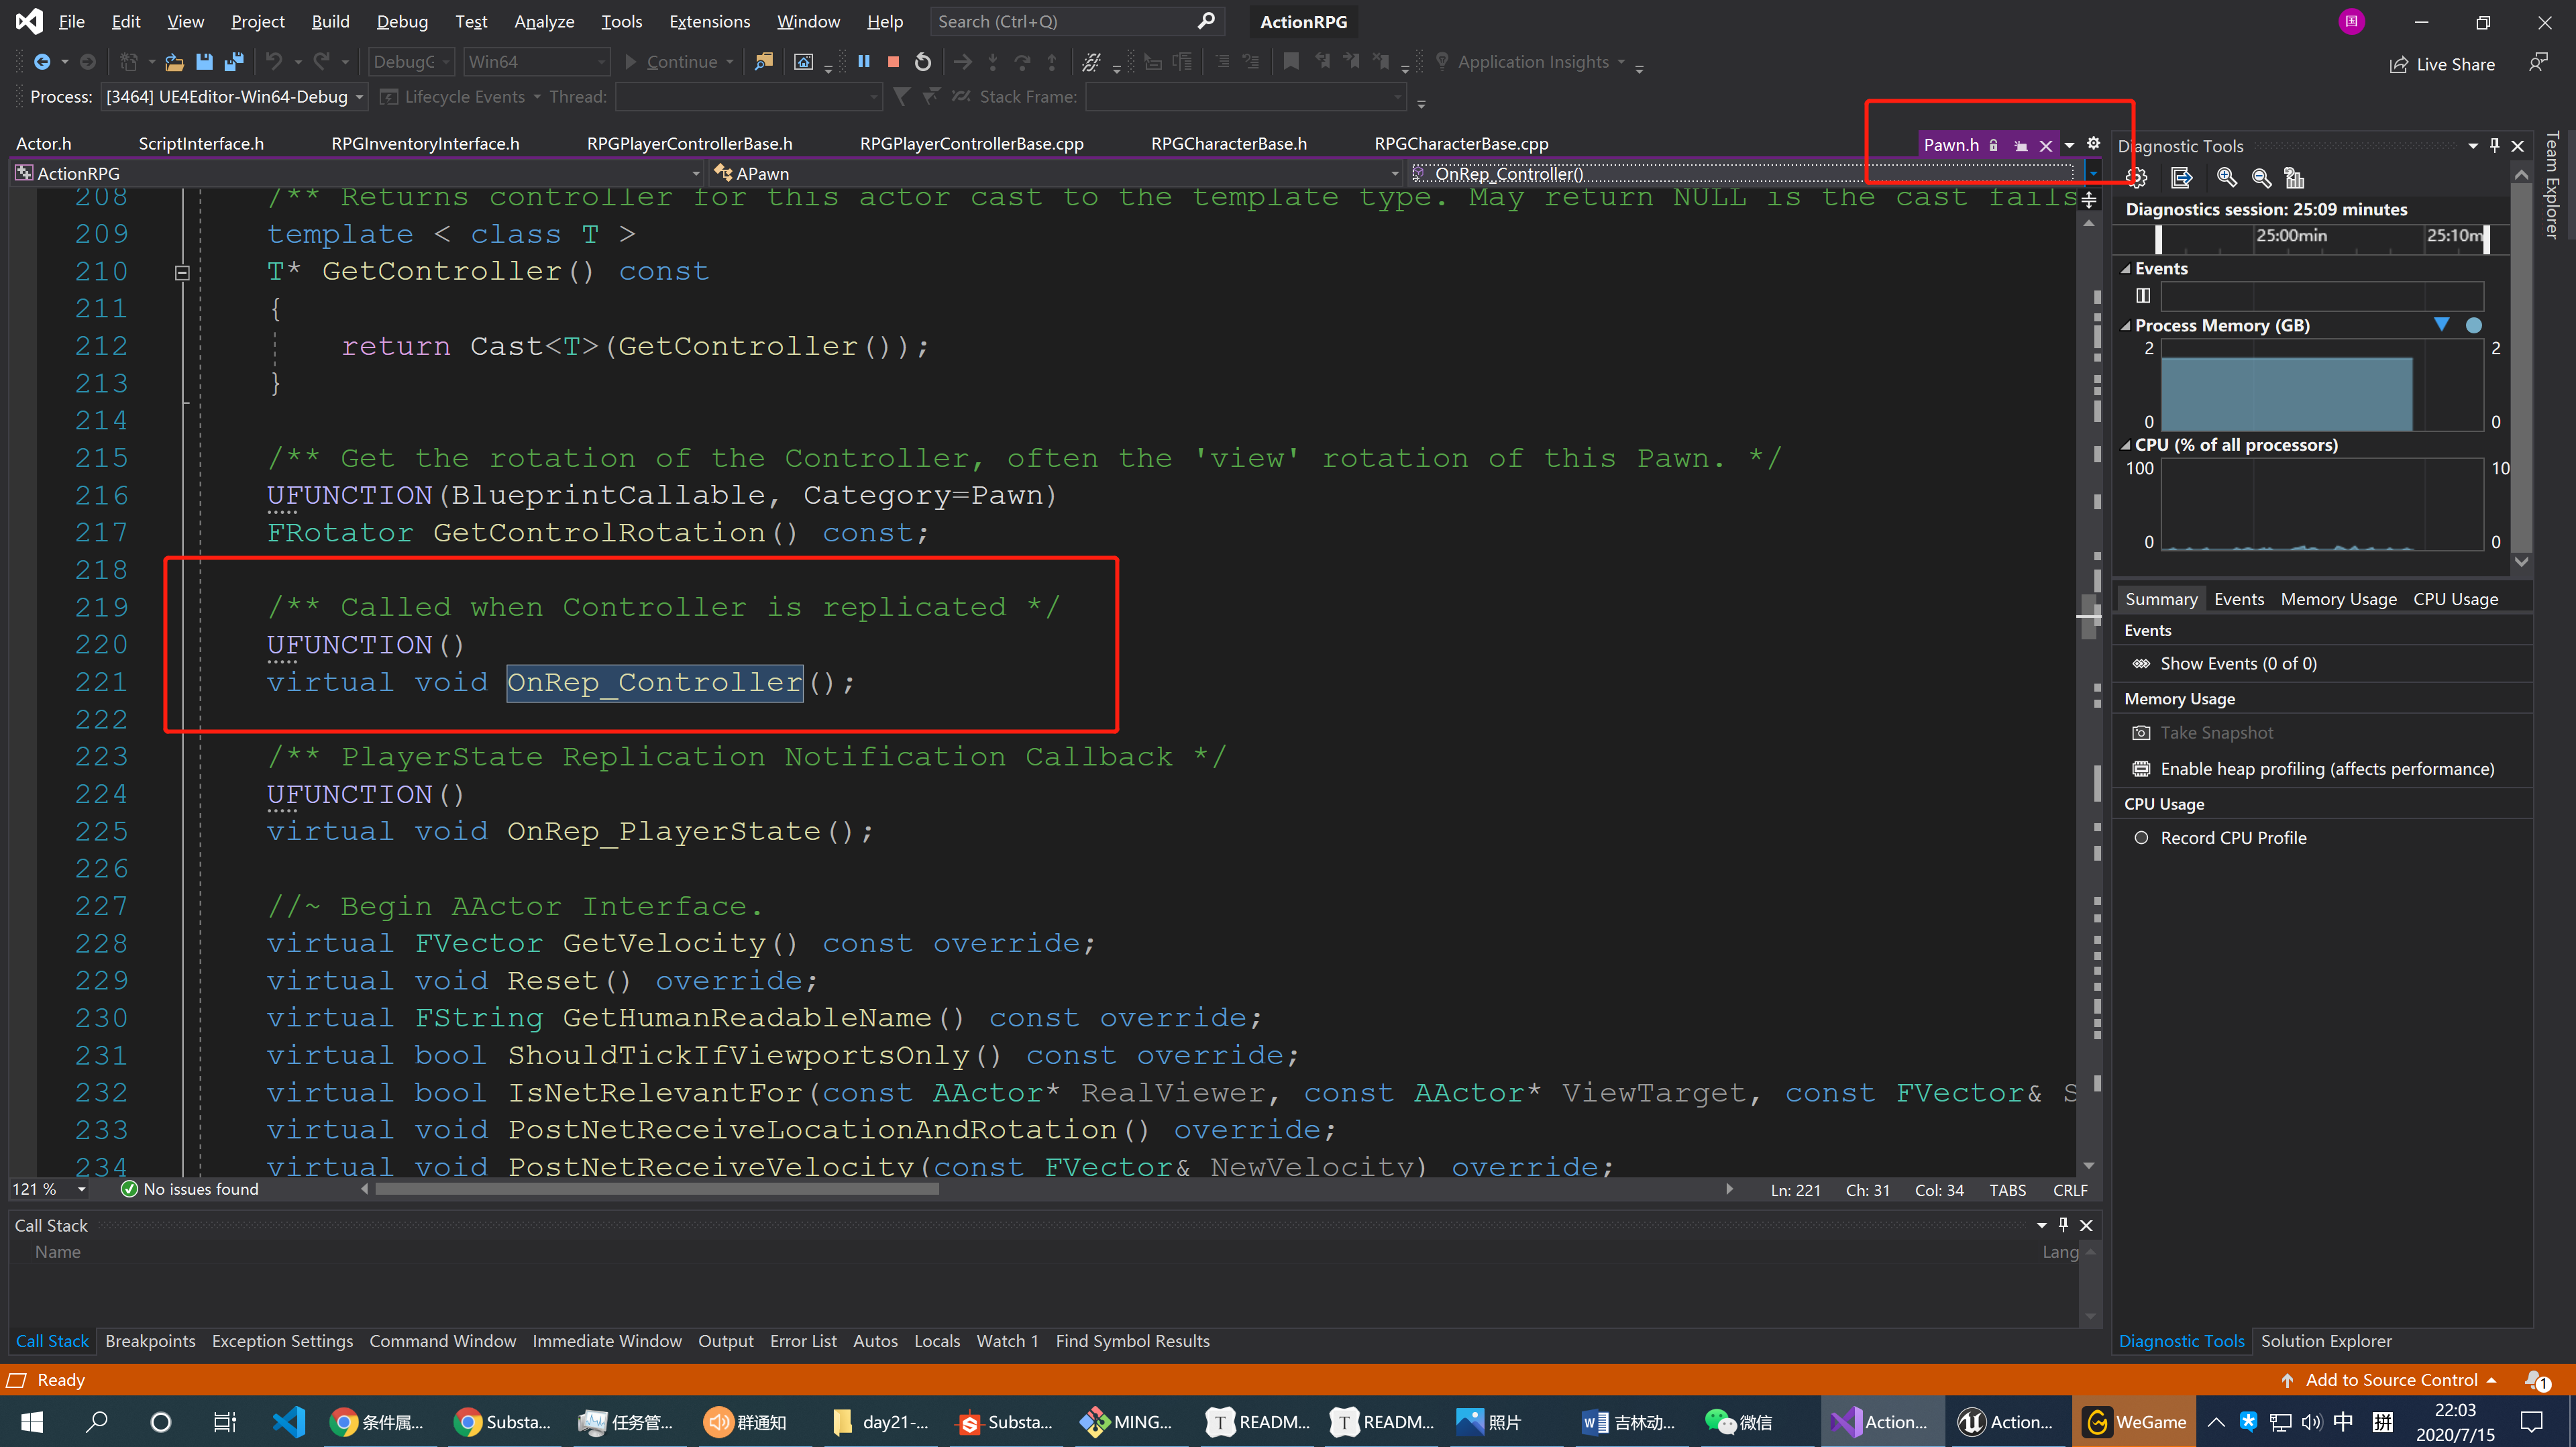 File Edit View Project Build Debug Test Analyze Tools Extensions Window Help Search (Ctrl+Q) ActionRPG 国
DebugG Win64 Continue Application Insights Live Share
Process: [3464] UE4Editor-Win64-Debug Lifecycle Events Thread: Stack Frame:
Actor.h ScriptInterface.h RPGInventoryInterface.h RPGPlayerControllerBase.h RPGPlayerControllerBase.cpp RPGCharacterBase.h RPGCharacterBase.cpp Pawn.h
ActionRPG APawn OnRep_Controller()
208 /** Returns controller for this actor cast to the template type. May return NULL is the cast fails
209 template < class T >
210 T* GetController() const
211 {
212 return Cast<T>(GetController());
213 }
214
215 /** Get the rotation of the Controller, often the 'view' rotation of this Pawn. */
216 UFUNCTION(BlueprintCallable, Category=Pawn)
217 FRotator GetControlRotation() const;
218
219 /** Called when Controller is replicated */
220 UFUNCTION()
221 virtual void OnRep_Controller();
222
223 /** PlayerState Replication Notification Callback */
224 UFUNCTION()
225 virtual void OnRep_PlayerState();
226
227 //~ Begin AActor Interface.
228 virtual FVector GetVelocity() const override;
229 virtual void Reset() override;
230 virtual FString GetHumanReadableName() const override;
231 virtual bool ShouldTickIfViewportsOnly() const override;
232 virtual bool IsNetRelevantFor(const AActor* RealViewer, const AActor* ViewTarget, const FVector& S
233 virtual void PostNetReceiveLocationAndRotation() override;
234 virtual void PostNetReceiveVelocity(const FVector& NewVelocity) override;
121 % No issues found Ln: 221 Ch: 31 Col: 34 TABS CRLF
Call Stack
Name Lang
Call Stack Breakpoints Exception Settings Command Window Immediate Window Output Error List Autos Locals Watch 1 Find Symbol Results
Diagnostic Tools
Diagnostics session: 25:09 minutes
25:00min 25:10m
Events
Process Memory (GB)
2 2
0 0
CPU (% of all processors)
100 10
0 0
Summary Events Memory Usage CPU Usage
Events
Show Events (0 of 0)
Memory Usage
Take Snapshot
Enable heap profiling (affects performance)
CPU Usage
Record CPU Profile
Diagnostic Tools Solution Explorer
Team Explorer
Ready Add to Source Control 1
条件属... Substa... 任务管... 群通知 day21-... Substa... MING... READM... READM... 照片 吉林动... 微信 Action... Action... WeGame 中 拼 22:03
2020/7/15